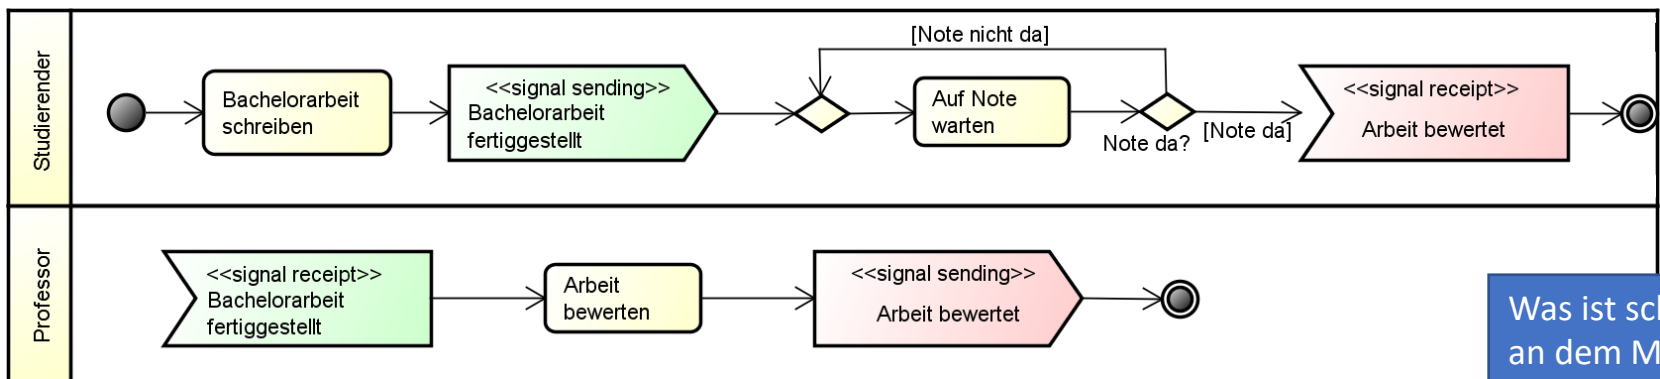 Studierender
Bachelorarbeit
schreiben
<<signal sending>>
Bachelorarbeit
fertiggestellt
[Note nicht da]
Auf Note
warten
Note da?
[Note da]
<<signal receipt>>
Arbeit bewertet
Professor
<<signal receipt>>
Bachelorarbeit
fertiggestellt
Arbeit
bewerten
<<signal sending>>
Arbeit bewertet
Was ist
an dem